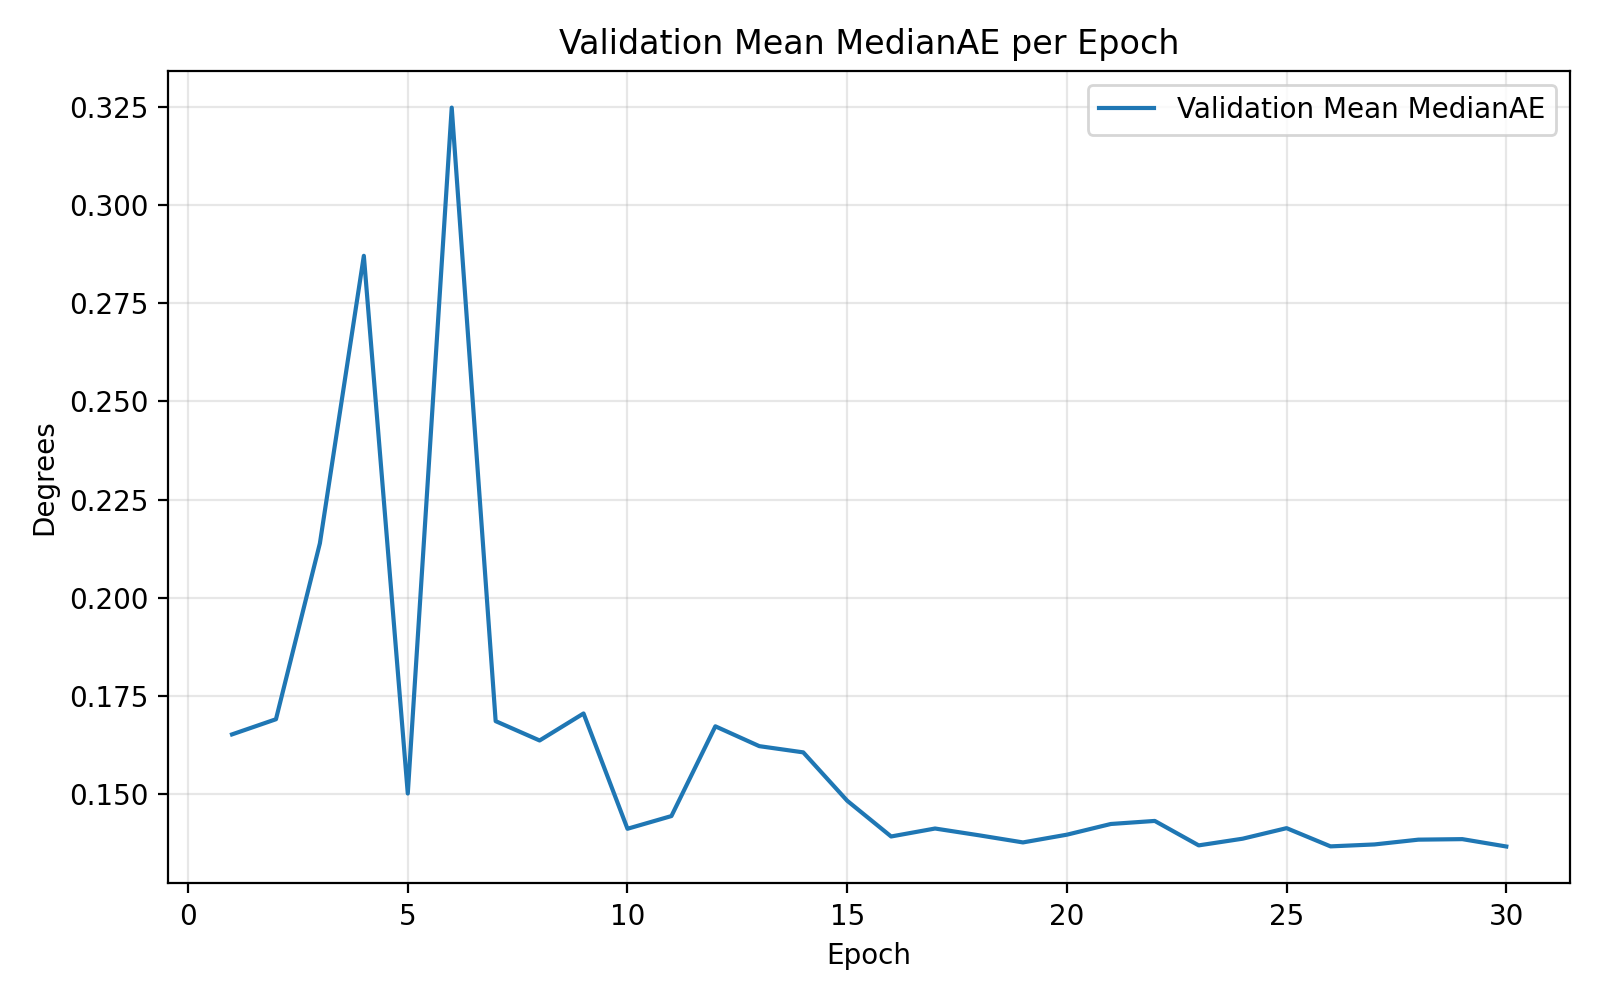 Validation Mean MedianAE per Epoch
Validation Mean MedianAE
0.325
0.300
0.275
0.250
0.225
0.200
0.175
0.150
Degrees
0 5 10 15 20 25 30
Epoch